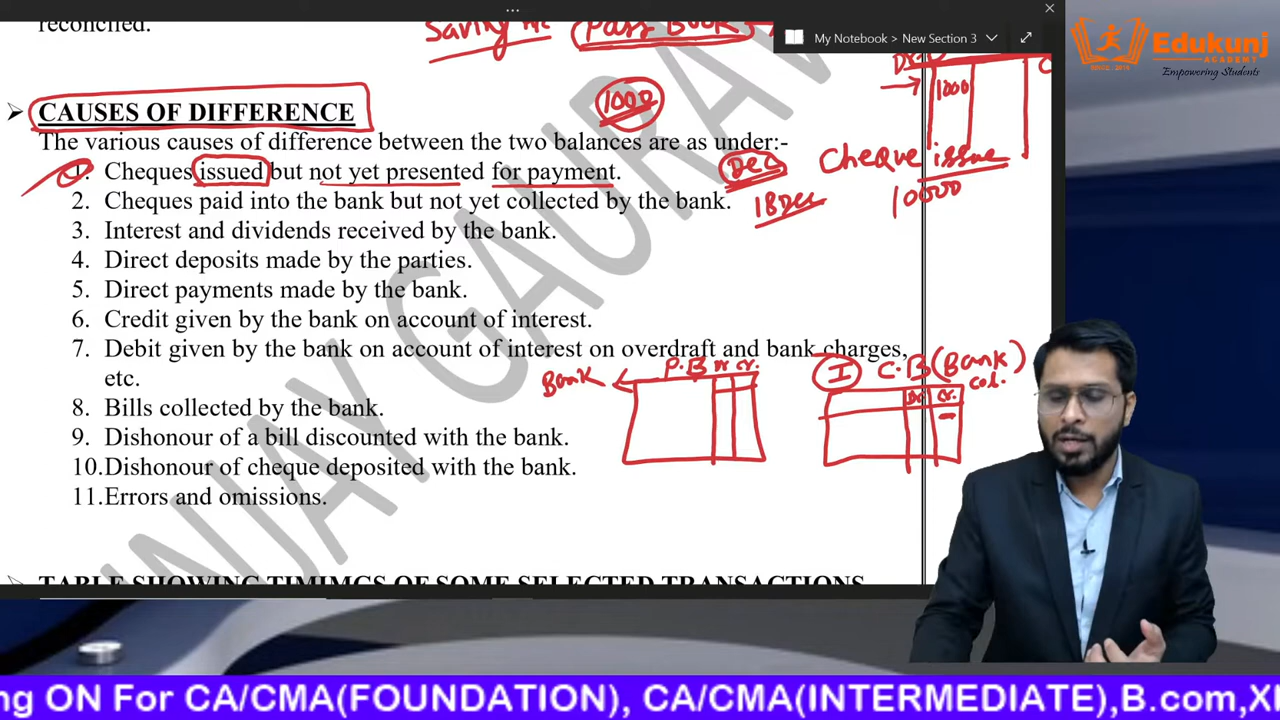 reconciled.
Saving A/c Pass Book
My Notebook > New Section 3
Edukunj
ACADEMY
SINCE - 2014
Empowering Students
1000
➤ CAUSES OF DIFFERENCE
1000
The various causes of difference between the two balances are as under:-
1. Cheques issued but not yet presented for payment.
Dec
Cheque issue
2. Cheques paid into the bank but not yet collected by the bank.
18 Dec
10000
3. Interest and dividends received by the bank.
4. Direct deposits made by the parties.
5. Direct payments made by the bank.
6. Credit given by the bank on account of interest.
7. Debit given by the bank on account of interest on overdraft and bank charges,
etc.
Bank
P.B Dr Cr.
I C.B (Bank
col.)
Dr Cr.
8. Bills collected by the bank.
9. Dishonour of a bill discounted with the bank.
10.Dishonour of cheque deposited with the bank.
11.Errors and omissions.
➤ TABLE SHOWING TIMIMGS OF SOME SELECTED TRANSACTIONS
ng ON For CA/CMA(FOUNDATION), CA/CMA(INTERMEDIATE),B.com,XI